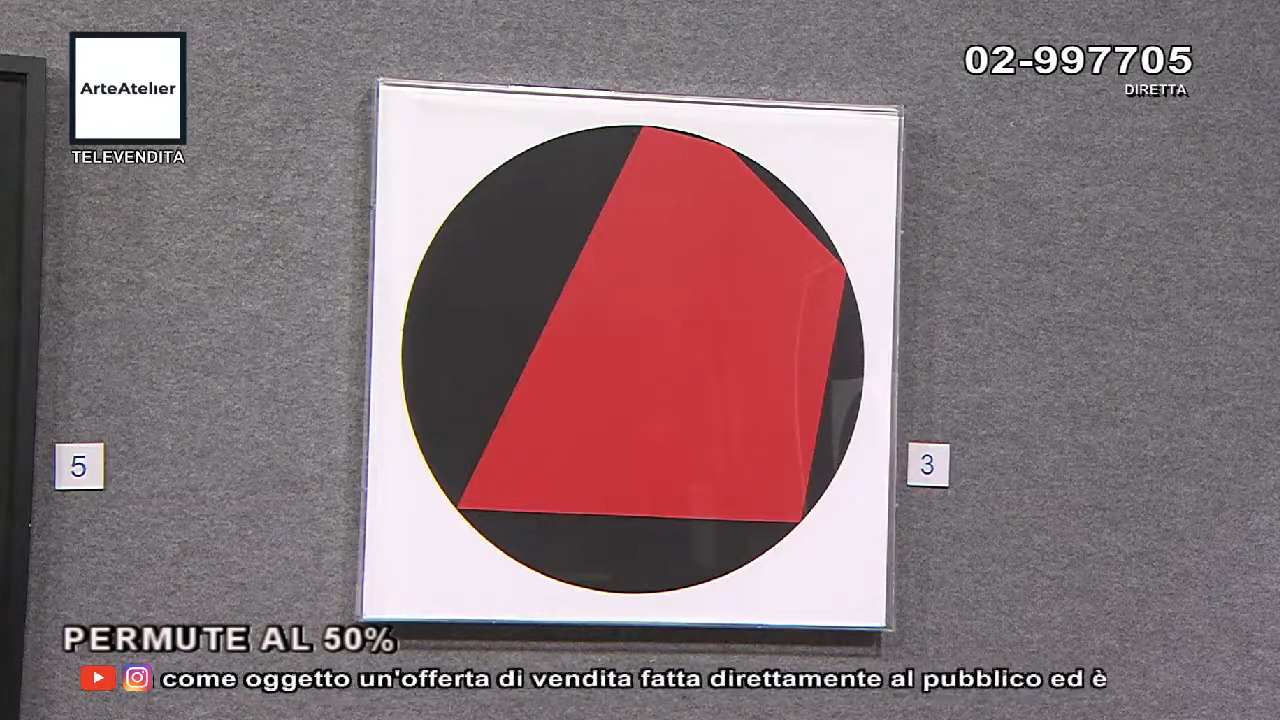 ArteAtelier
TELEVENDITA
02-997705
DIRETTA
5
3
PERMUTE AL 50%
come oggetto un'offerta di vendita fatta direttamente al pubblico ed è